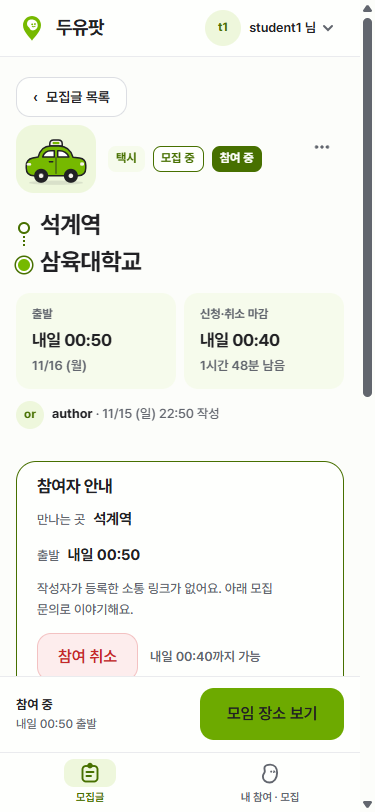 두유팟
t1 student1 님
‹ 모집글 목록
택시 모집 중 참여 중
석계역
삼육대학교
출발
내일 00:50
11/16 (월)
신청·취소 마감
내일 00:40
1시간 48분 남음
or author · 11/15 (일) 22:50 작성
참여자 안내
만나는 곳 석계역
출발 내일 00:50
작성자가 등록한 소통 링크가 없어요. 아래 모집
문의로 이야기해요.
참여 취소 내일 00:40까지 가능
참여 중
내일 00:50 출발
모임 장소 보기
모집글
내 참여 · 모집